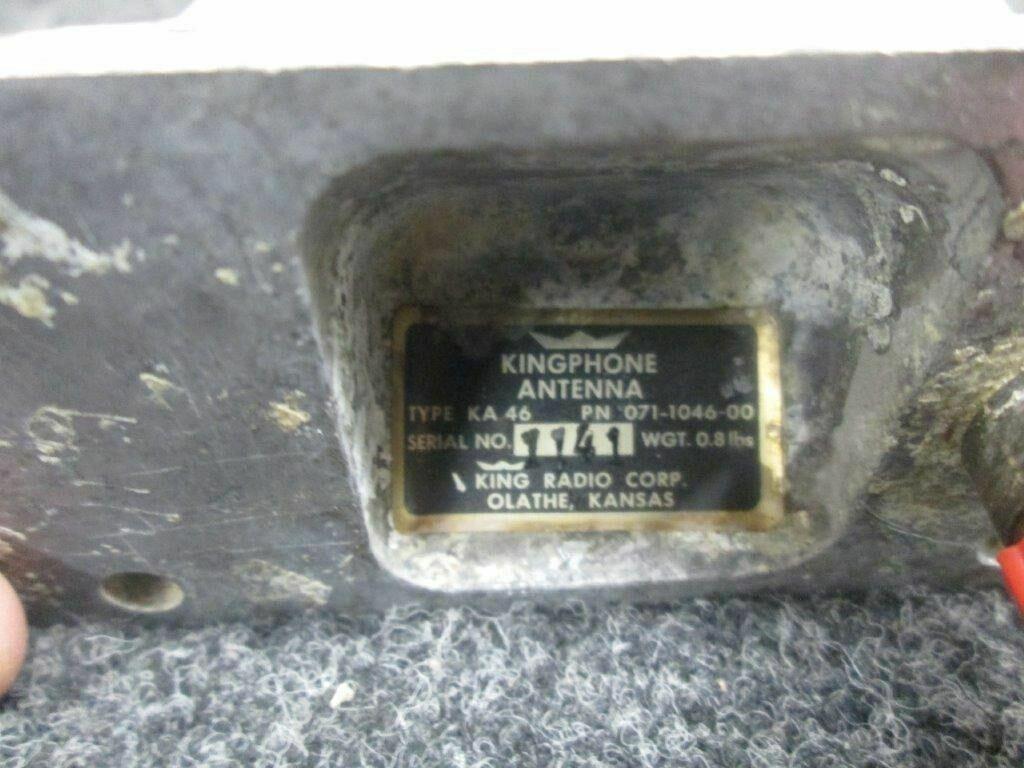 KINGPHONE
ANTENNA
TYPE KA 46 PN 071-1046-00
SERIAL NO. WGT. 0.8 lbs
KING RADIO CORP.
OLATHE, KANSAS